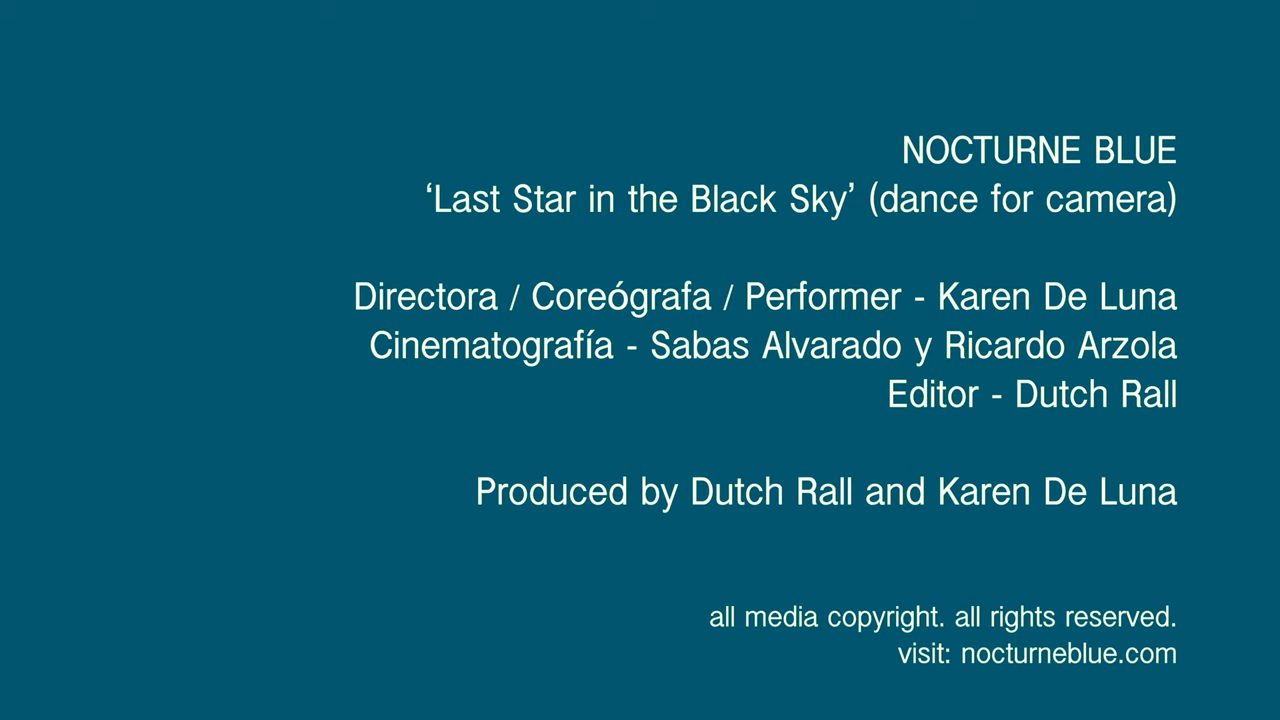 NOCTURNE BLUE
‘Last Star in the Black Sky’ (dance for camera)
Directora / Coreógrafa / Performer - Karen De Luna
Cinematografía - Sabas Alvarado y Ricardo Arzola
Editor - Dutch Rall
Produced by Dutch Rall and Karen De Luna
all media copyright. all rights reserved.
visit: nocturneblue.com